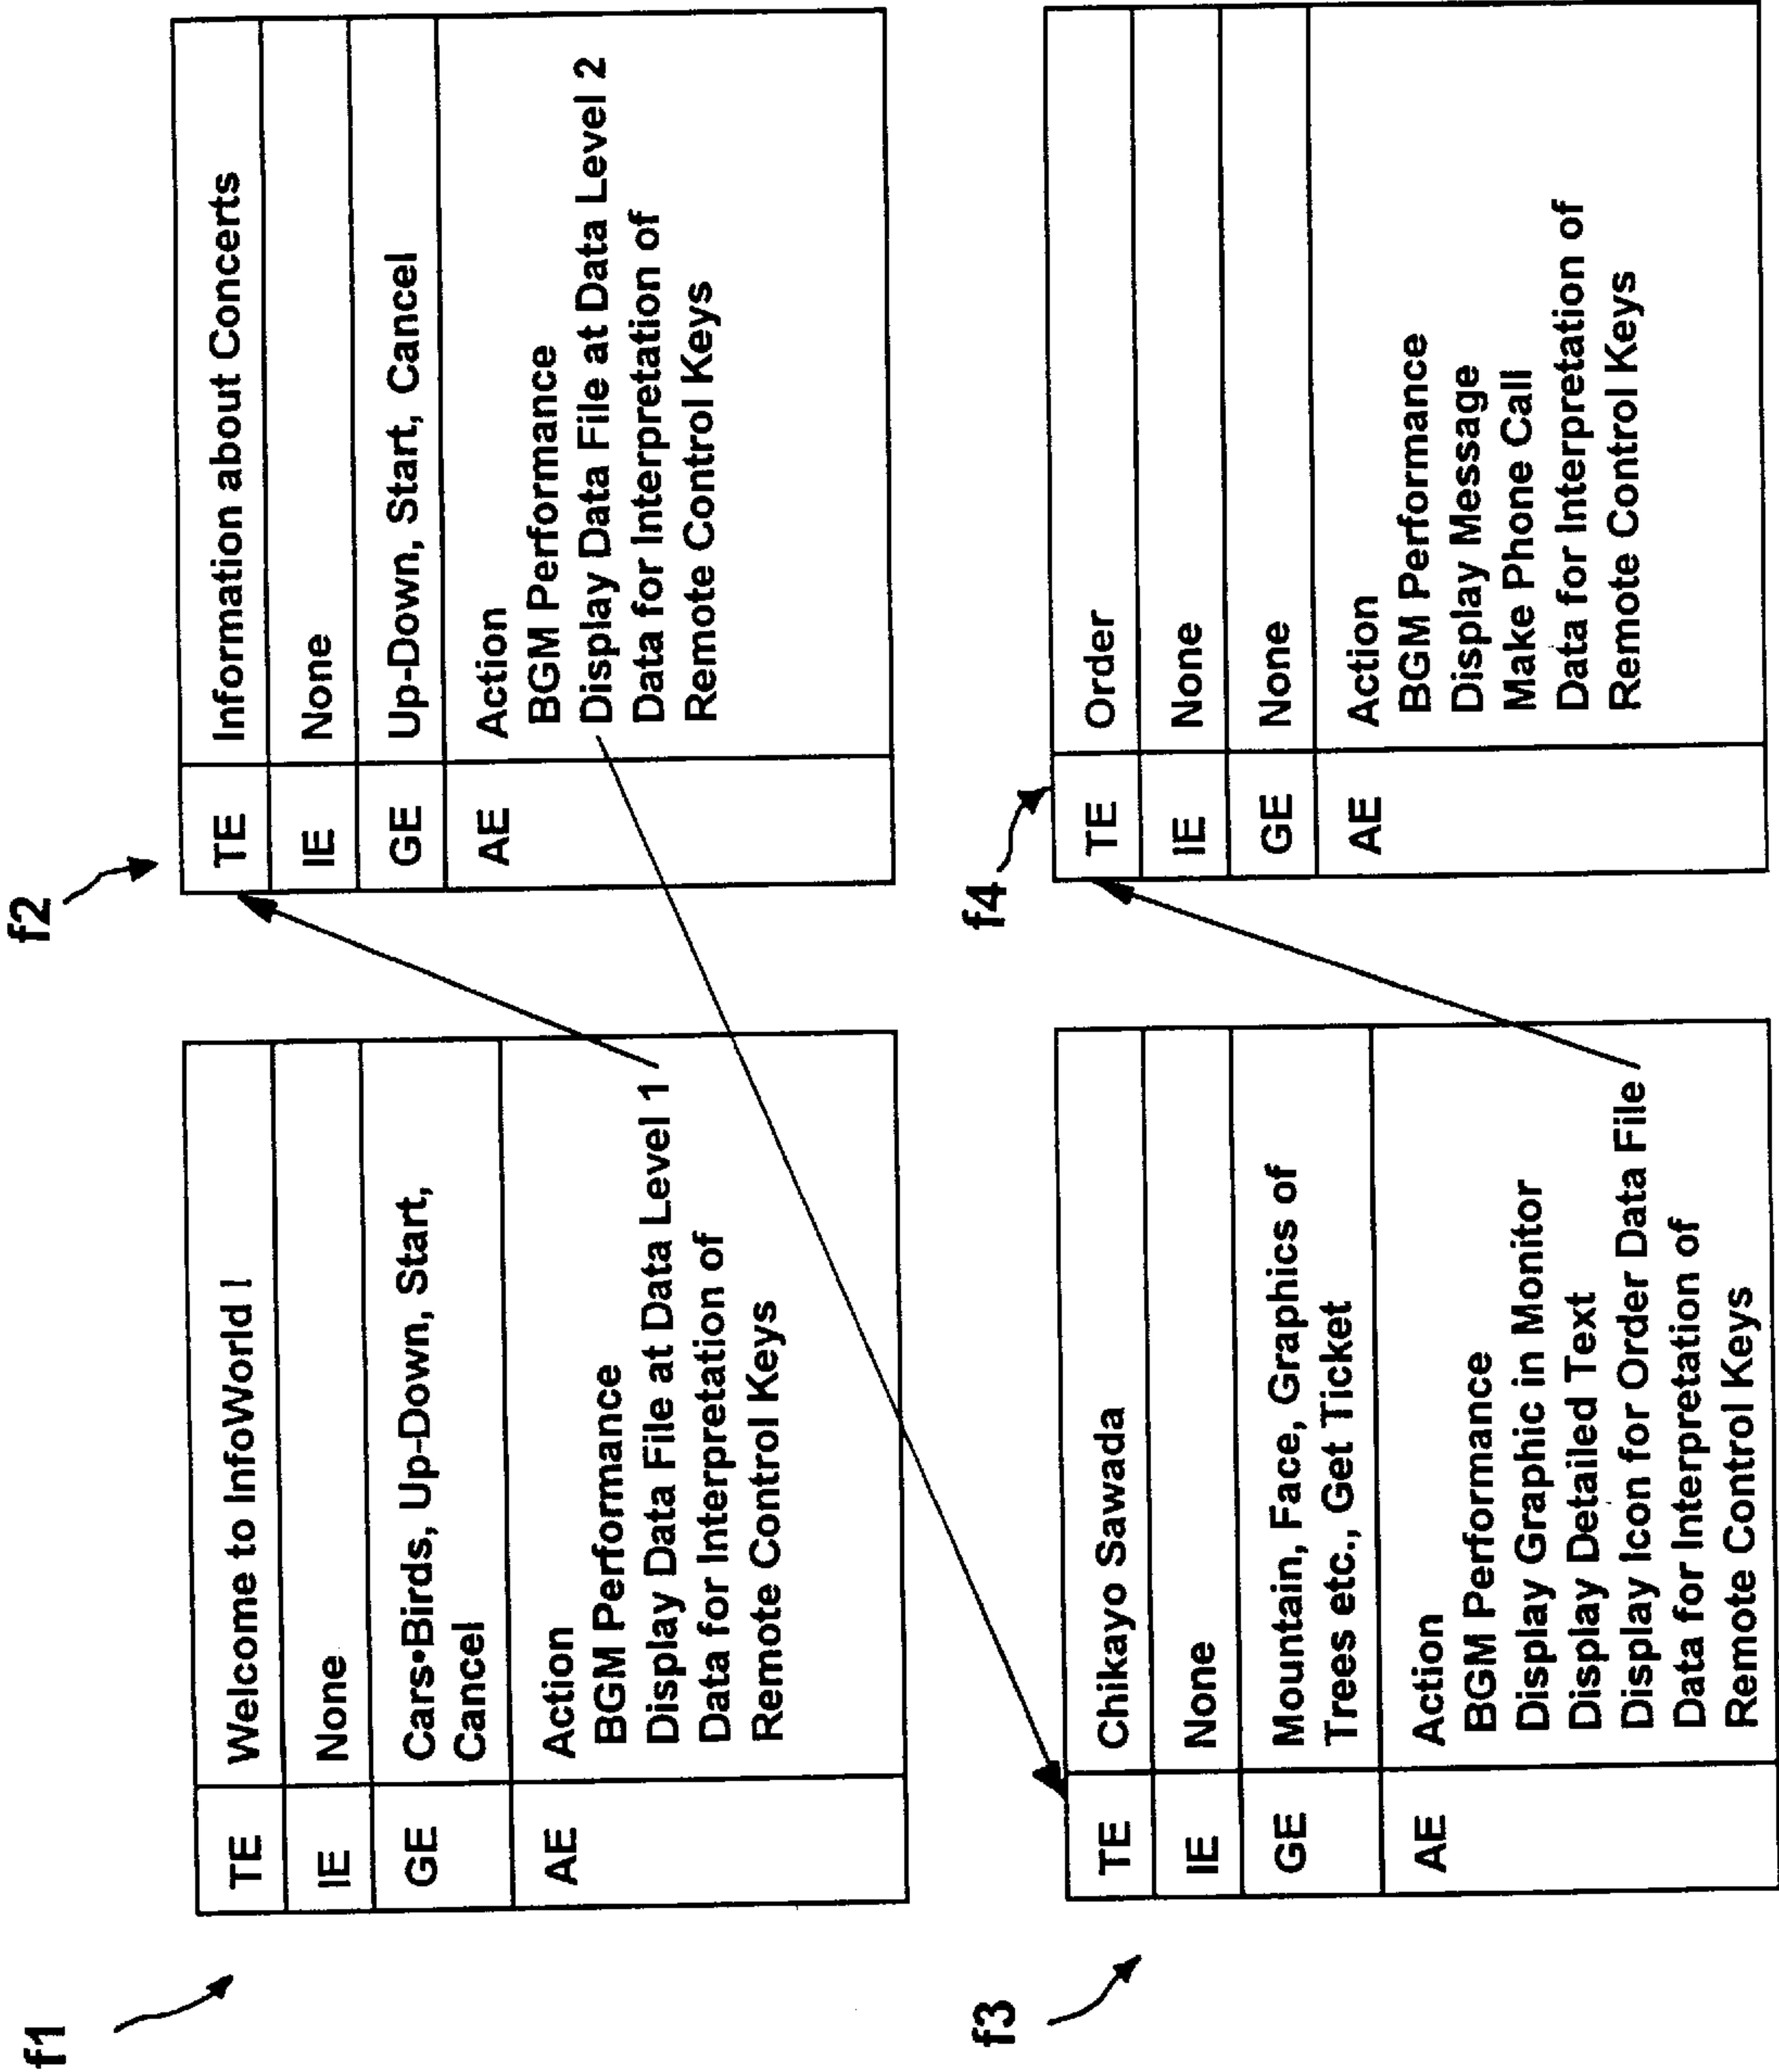 f1
TE Welcome to InfoWorld !
IE None
GE Cars•Birds, Up-Down, Start,
Cancel
AE Action
BGM Performance
Display Data File at Data Level 1
Data for Interpretation of
Remote Control Keys
f2
TE Information about Concerts
IE None
GE Up-Down, Start, Cancel
AE Action
BGM Performance
Display Data File at Data Level 2
Data for Interpretation of
Remote Control Keys
f3
TE Chikayo Sawada
IE None
GE Mountain, Face, Graphics of
Trees etc., Get Ticket
AE Action
BGM Performance
Display Graphic in Monitor
Display Detailed Text
Display Icon for Order Data File
Data for Interpretation of
Remote Control Keys
f4
TE Order
IE None
GE None
AE Action
BGM Performance
Display Message
Make Phone Call
Data for Interpretation of
Remote Control Keys